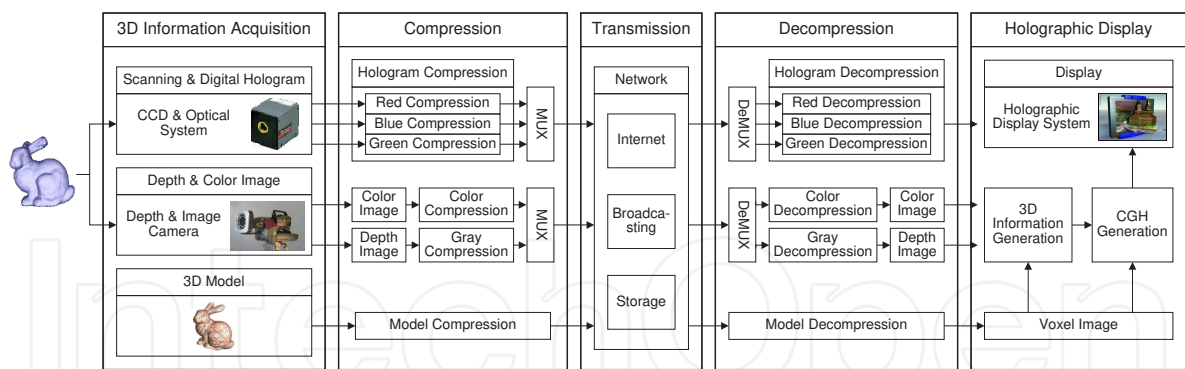 3D Information Acquisition
Scanning & Digital Hologram
CCD & Optical
System
Depth & Color Image
Depth & Image
Camera
3D Model
Compression
Hologram Compression
Red Compression
Blue Compression
Green Compression
MUX
Color
Image
Color
Compression
Depth
Image
Gray
Compression
MUX
Model Compression
Transmission
Network
Internet
Broadca-
sting
Storage
Decompression
DeMUX
Hologram Decompression
Red Decompression
Blue Decompression
Green Decompression
DeMUX
Color
Decompression
Color
Image
Gray
Decompression
Depth
Image
Model Decompression
Holographic Display
Display
Holographic
Display System
3D
Information
Generation
CGH
Generation
Voxel Image
IntechOpen